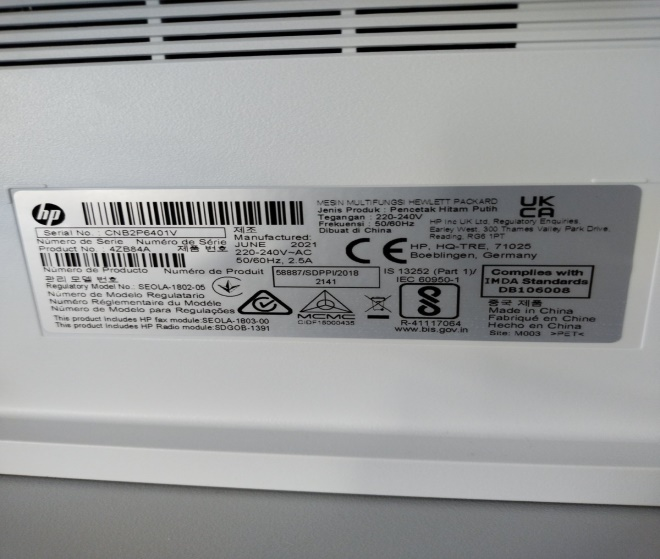 hp
Serial No.: CNB2P6401V
Número de Serie Numéro de Série
Product No.: 4ZB84A 제품 번호
Número de Producto Numéro de Produit
관리 모델 번호
Regulatory Model No.: SEOLA-1802-05
Número de Modelo Regulatorio
Numéro Réglementaire du Modèle
Número de Modelo para Regulações
This product Includes HP fax module:SEOLA-1803-00
This product Includes HP Radio module:SDGOB-1391
제조
Manufactured:
JUNE 2021
220-240V~AC
50/60Hz, 2.5A
58887/SDPPI/2018
2141
MCMC
C/DF18000435
MESIN MULTIFUNGSI HEWLETT PACKARD
Jenis Produk : Pencetak Hitam Putih
Tegangan : 220-240V
Frekuensi : 50/60Hz
Dibuat di China
UK
CA
HP Inc UK Ltd, Regulatory Enquiries,
Earley West, 300 Thames Valley Park Drive,
Reading, RG6 1PT
CE
HP, HQ-TRE, 71025
Boeblingen, Germany
IS 13252 (Part 1)/
IEC 60950-1
R-41117064
www.bis.gov.in
Complies with
IMDA Standards
DB106008
중국 제품
Made in China
Fabriqué en Chine
Hecho en China
Site: M003 >PET<